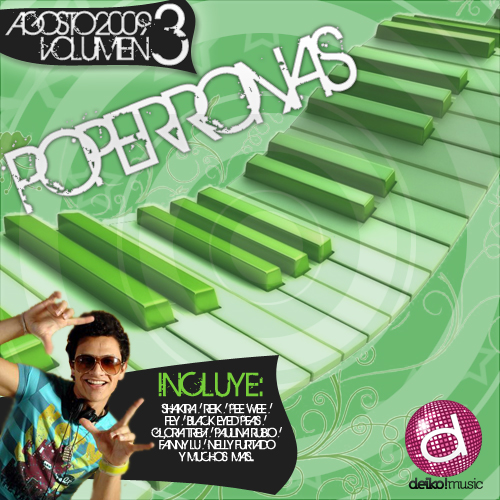 AGOSTO 2009
VOLUMEN 3
POPERRONAS
INCLUYE:
SHAKIRA / REIK / PEE WEE /
FEY / BLACK EYED PEAS /
GLORIA TREVI / PAULINA RUBIO /
FANNY LU / NELLY FURTADO
Y MUCHOS MAS..
d
deiko!music